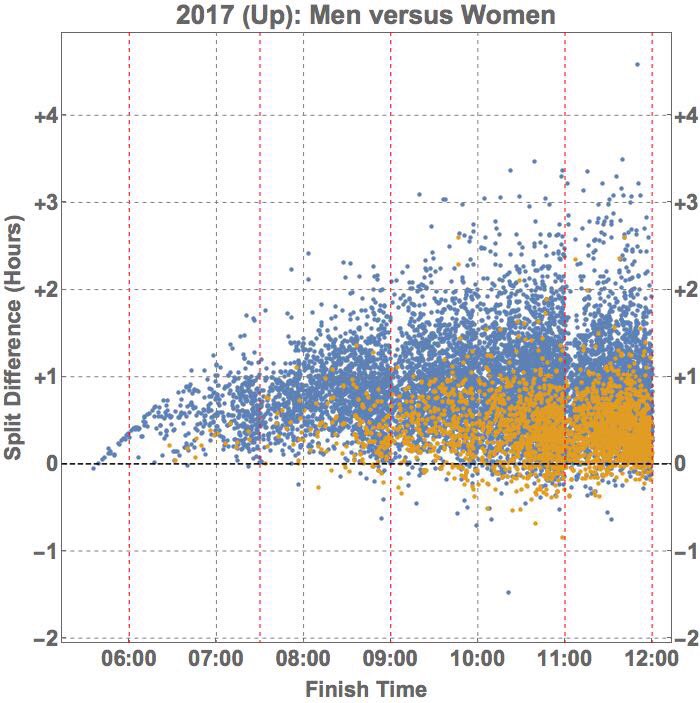 2017 (Up): Men versus Women
+4 +4
+3 +3
+2 +2
+1 +1
0 0
−1 −1
−2 −2
Split Difference (Hours)
06:00 07:00 08:00 09:00 10:00 11:00 12:00
Finish Time